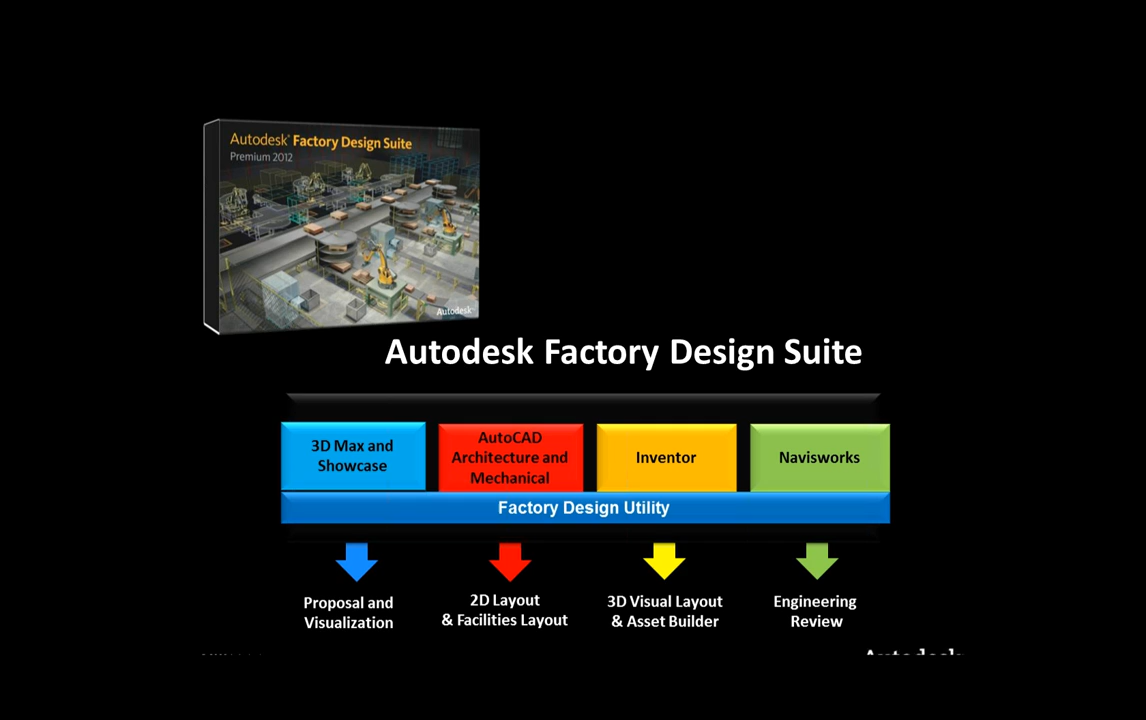 Autodesk® Factory Design Suite
Premium 2012
Autodesk
Autodesk Factory Design Suite
3D Max and
Showcase
AutoCAD
Architecture and
Mechanical
Inventor
Navisworks
Factory Design Utility
Proposal and
Visualization
2D Layout
& Facilities Layout
3D Visual Layout
& Asset Builder
Engineering
Review
Autodesk